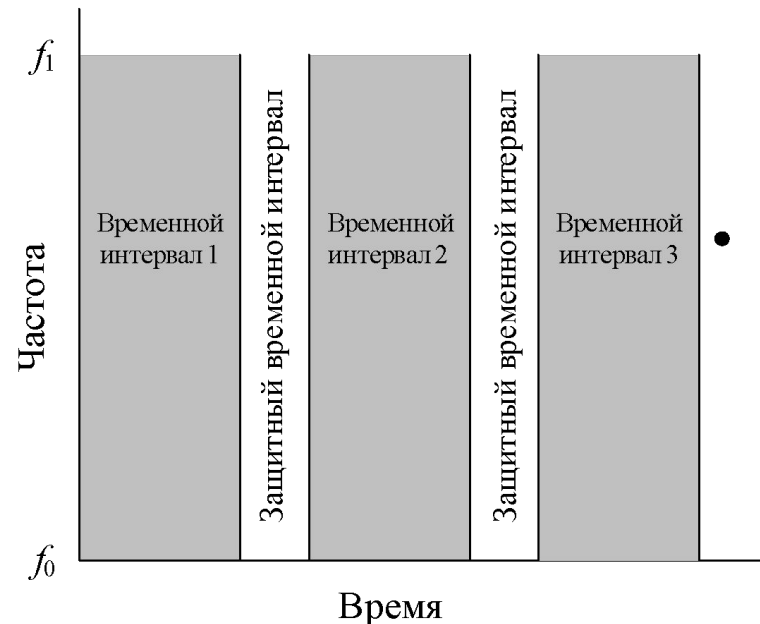 f1
Временной
интервал 1
Защитный временной интервал
Временной
интервал 2
Защитный временной интервал
Временной
интервал 3
Частота
f0
Время